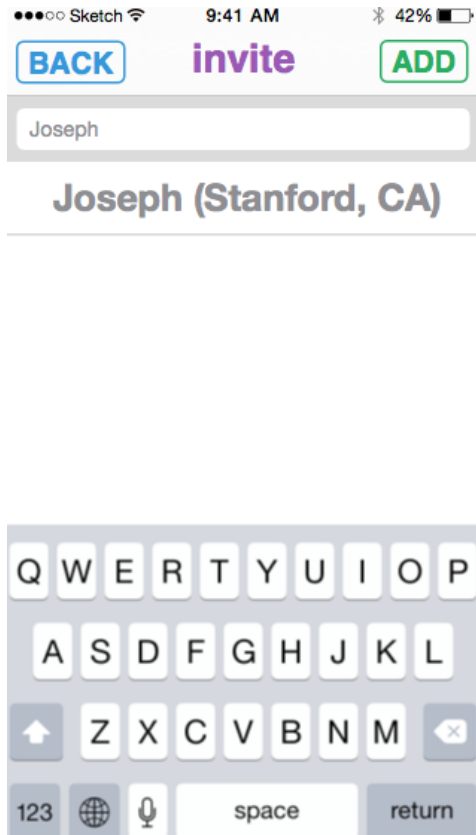 Sketch 9:41 AM 42%
BACK invite ADD
Joseph
Joseph (Stanford, CA)
Q W E R T Y U I O P
A S D F G H J K L
Z X C V B N M
123 space return